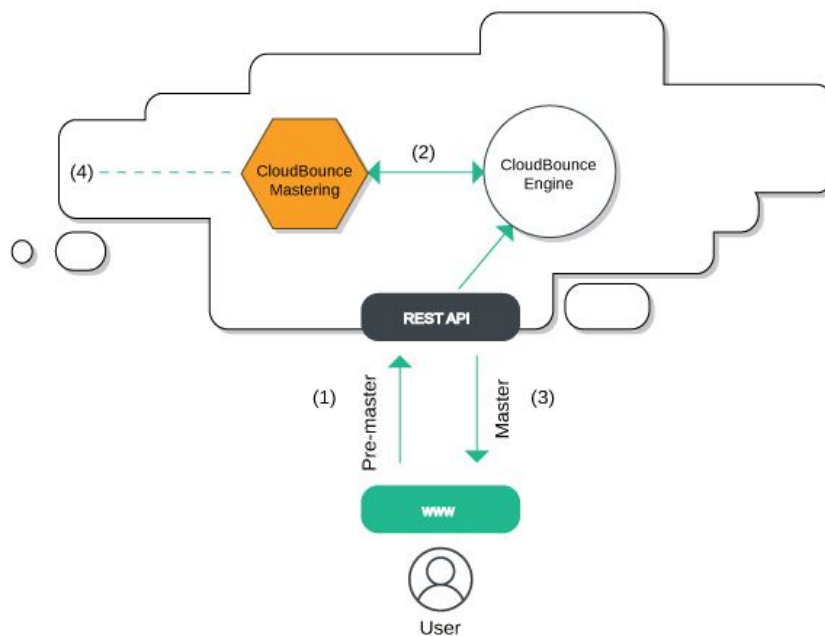 (4)
CloudBounce
Mastering
(2)
CloudBounce
Engine
REST API
(1)
Pre-master
Master
(3)
www
User